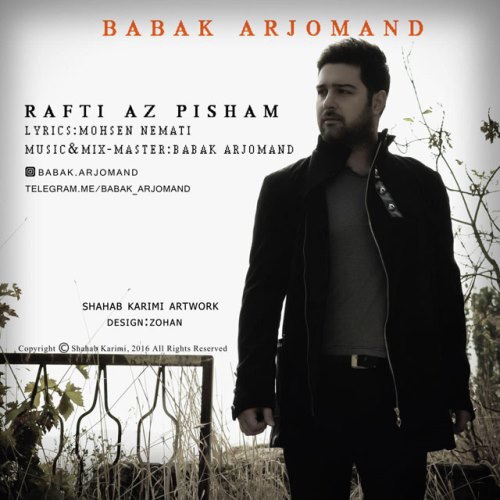 BABAK ARJOMAND
RAFTI AZ PISHAM
LYRICS:MOHSEN NEMATI
MUSIC&MIX-MASTER:BABAK ARJOMAND
BABAK.ARJOMAND
TELEGRAM.ME/BABAK_ARJOMAND
SHAHAB KARIMI ARTWORK
DESIGN:ZOHAN
Copyright © Shahab Karimi, 2016 All Rights Reserved